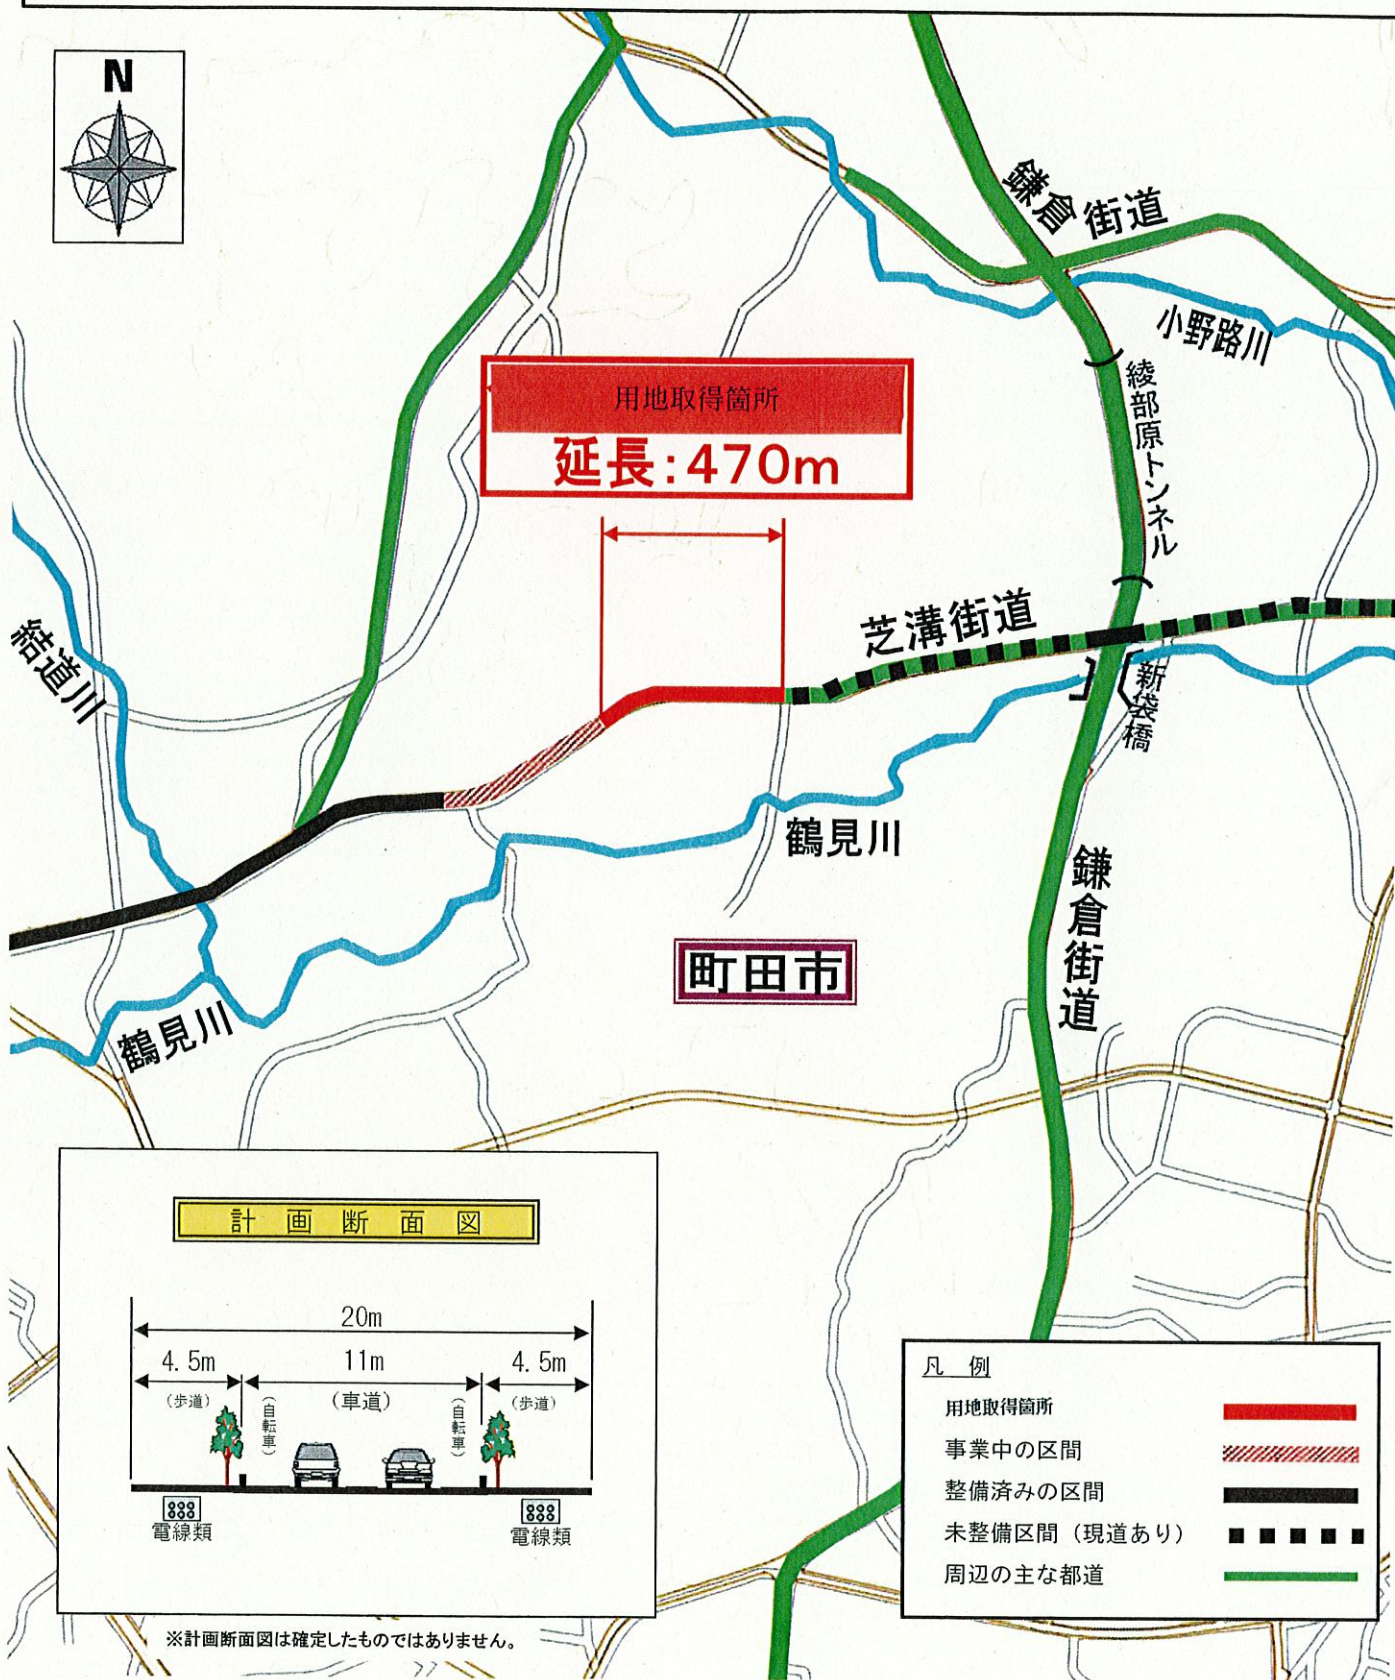 N
鎌倉街道
小野路川
綾部原トンネル
用地取得箇所
延長：470m
芝溝街道
結道川
新袋橋
鶴見川
鎌倉街道
町田市
鶴見川
計画断面図
20m
4.5m
11m
4.5m
(歩道)
(自転車)
(車道)
(自転車)
(歩道)
電線類
電線類
※計画断面図は確定したものではありません。
凡 例
用地取得箇所
事業中の区間
整備済みの区間
未整備区間（現道あり）
周辺の主な都道